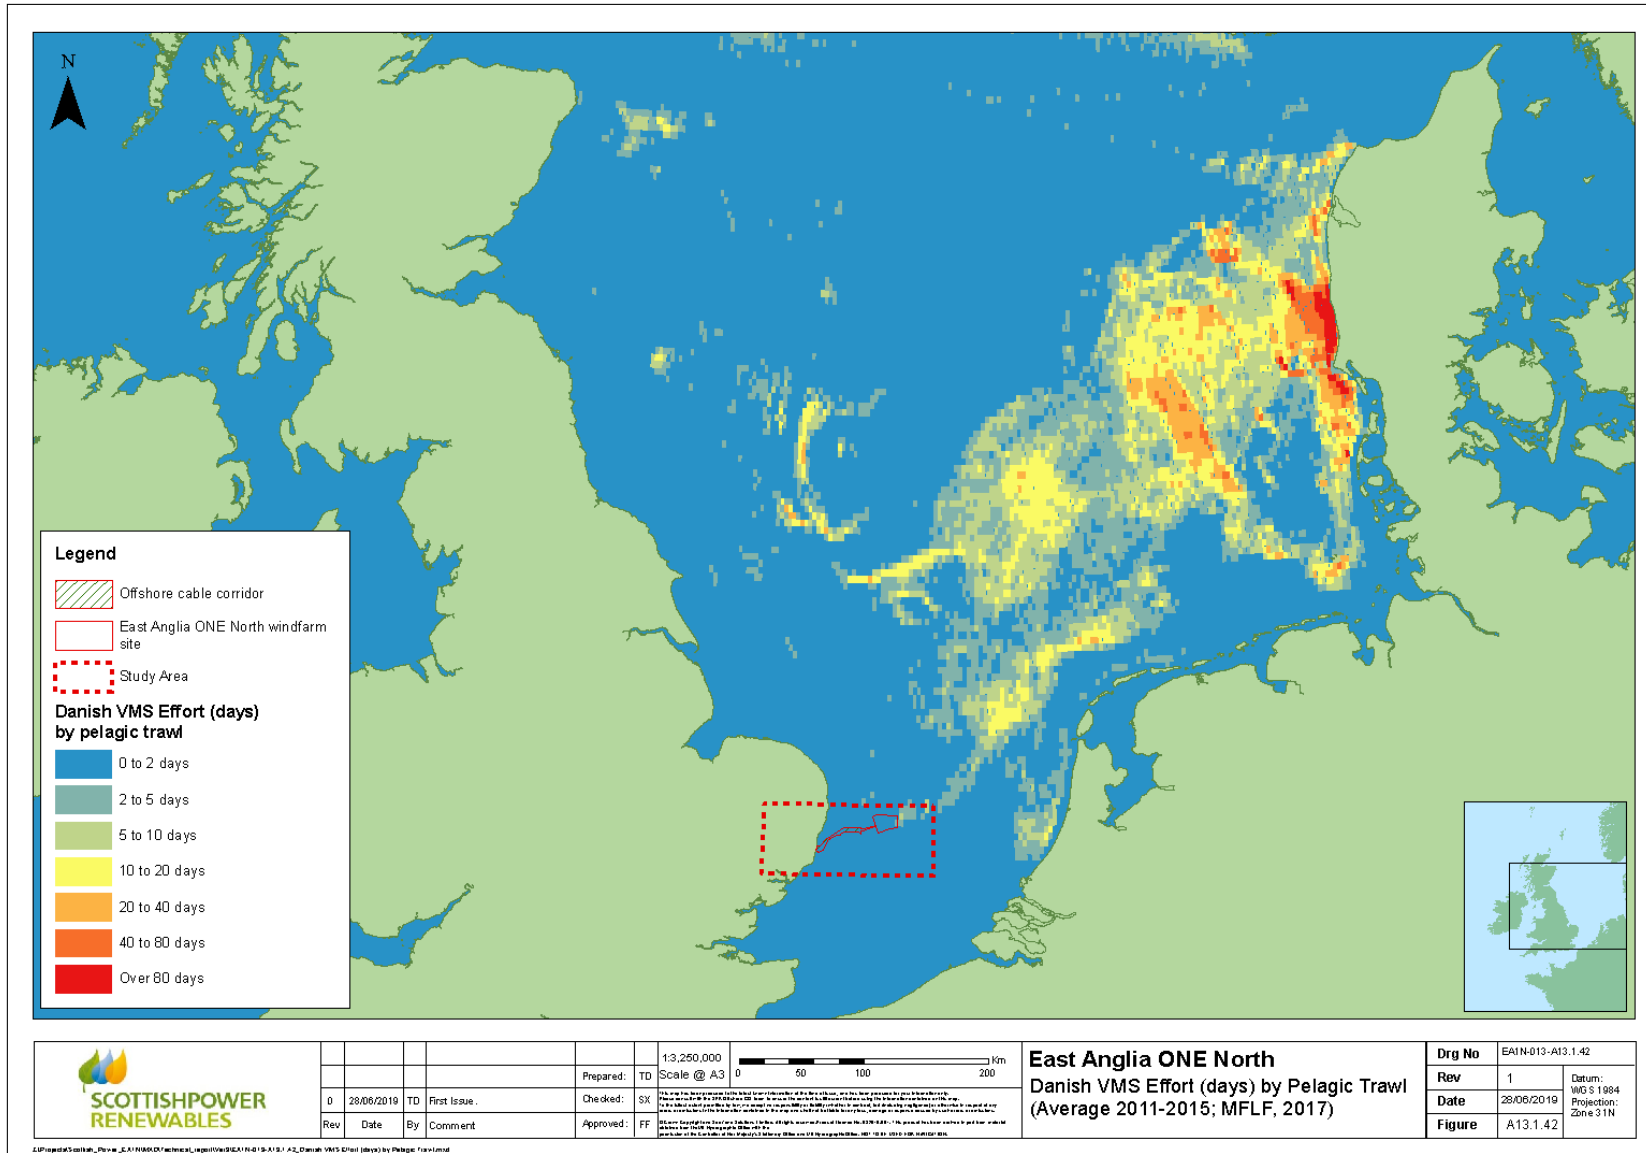 N
Legend
Offshore cable corridor
East Anglia ONE North windfarm
site
Study Area
Danish VMS Effort (days)
by pelagic trawl
0 to 2 days
2 to 5 days
5 to 10 days
10 to 20 days
20 to 40 days
40 to 80 days
Over 80 days
SCOTTISHPOWER
RENEWABLES
0 28/06/2019 TD First Issue.
Rev Date By Comment
Prepared: TD
Checked: SX
Approved: FF
1:3,250,000
Scale @ A3
0 50 100 200 Km
East Anglia ONE North
Danish VMS Effort (days) by Pelagic Trawl
(Average 2011-2015; MFLF, 2017)
Drg No EA1N-013-A13.1.42
Rev 1
Date 28/06/2019
Figure A13.1.42
Datum:
WGS 1984
Projection:
Zone 31N